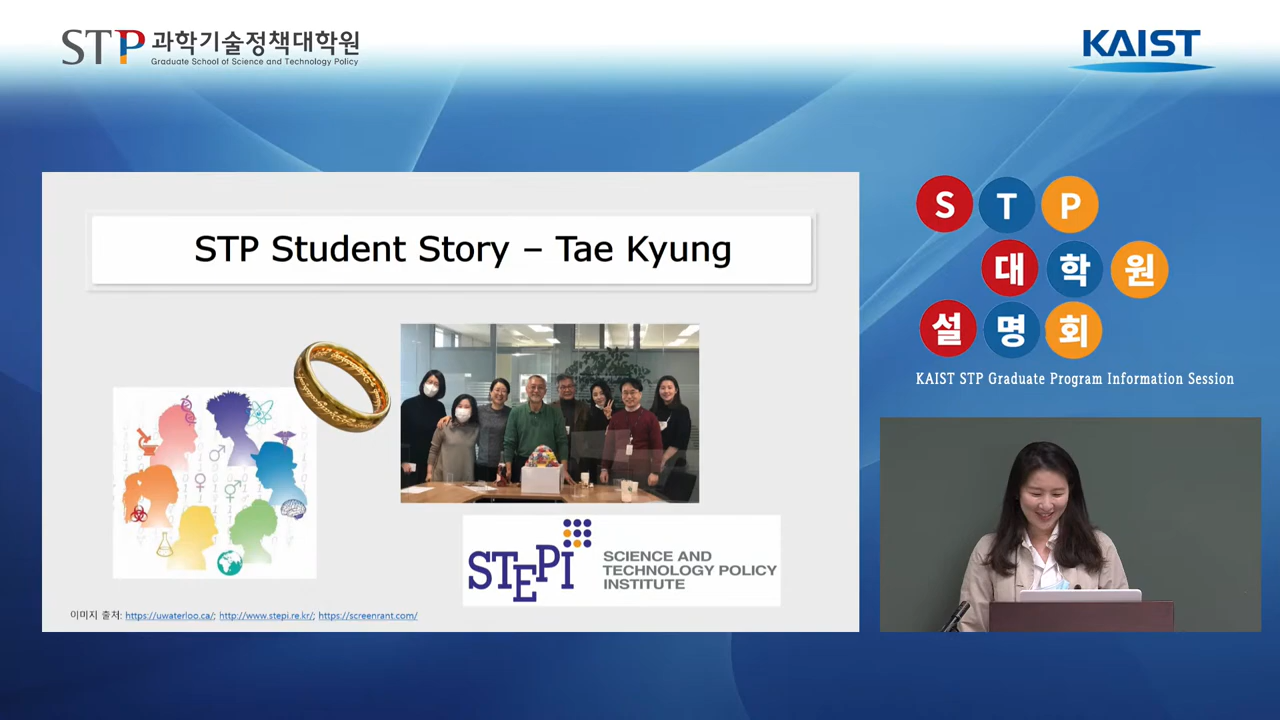 STP 과학기술정책대학원
Graduate School of Science and Technology Policy
KAIST
STP Student Story – Tae Kyung
STEPI
SCIENCE AND
TECHNOLOGY POLICY
INSTITUTE
이미지 출처: https://uwaterloo.ca/; http://www.stepi.re.kr/; https://screenrant.com/
S T P
대 학 원
설 명 회
KAIST STP Graduate Program Information Session